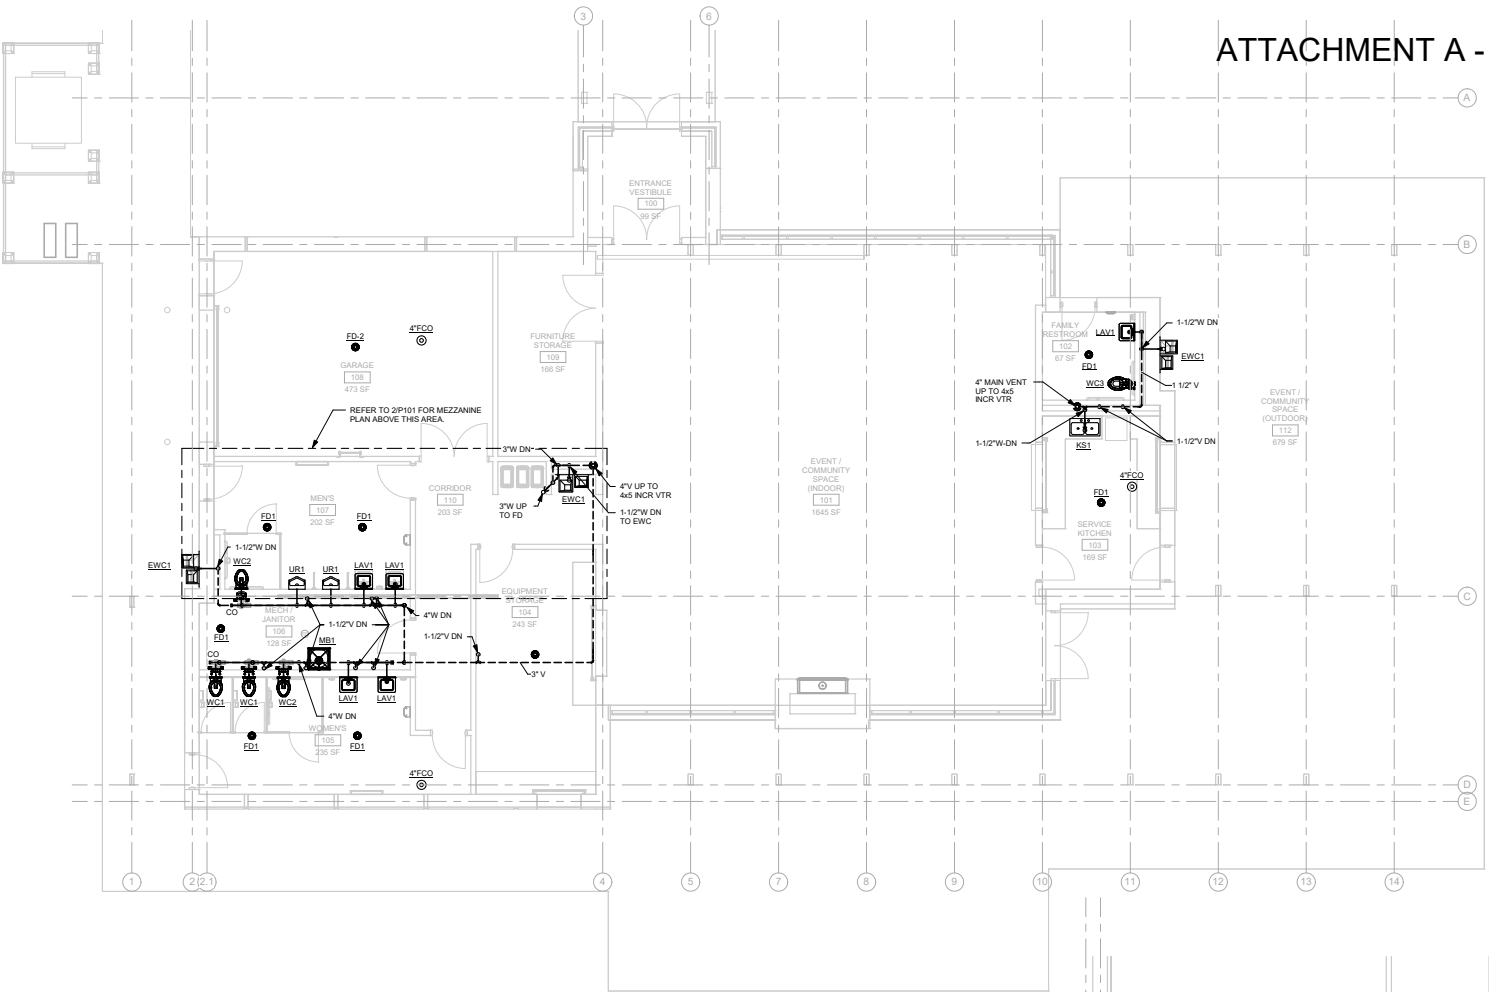 3
6
ATTACHMENT A -
A
ENTRANCE
VESTIBULE
100
99 SF
B
FD-2
4"FCO
GARAGE
108
473 SF
FURNITURE
STORAGE
109
166 SF
REFER TO 2/P101 FOR MEZZANINE
PLAN ABOVE THIS AREA.
FAMILY
RESTROOM
102
67 SF
LAV1
1-1/2"W DN
EWC1
FD1
WC3
1 1/2" V
4" MAIN VENT
UP TO 4x5
INCR VTR
1-1/2"W-DN
KS1
1-1/2"V DN
EVENT /
COMMUNITY
SPACE
(OUTDOOR)
112
679 SF
3"W DN
CORRIDOR
110
203 SF
3"W UP
TO FD
EWC1
4"V UP TO
4x5 INCR VTR
1-1/2"W DN
TO EWC
EVENT /
COMMUNITY
SPACE
(INDOOR)
101
1645 SF
4"FCO
FD1
SERVICE
KITCHEN
103
169 SF
MEN'S
107
202 SF
FD1
FD1
1-1/2"W DN
EWC1
WC2
UR1
UR1
LAV1
LAV1
CO
MECH /
JANITOR
106
128 SF
FD1
1-1/2"V DN
MB1
4"W DN
1-1/2"V DN
EQUIPMENT
STORAGE
104
243 SF
C
CO
3" V
WC1
WC1
WC2
LAV1
LAV1
4"W DN
WOMEN'S
105
235 SF
FD1
FD1
4"FCO
D
E
1
2
2.1
4
5
7
8
9
10
11
12
13
14